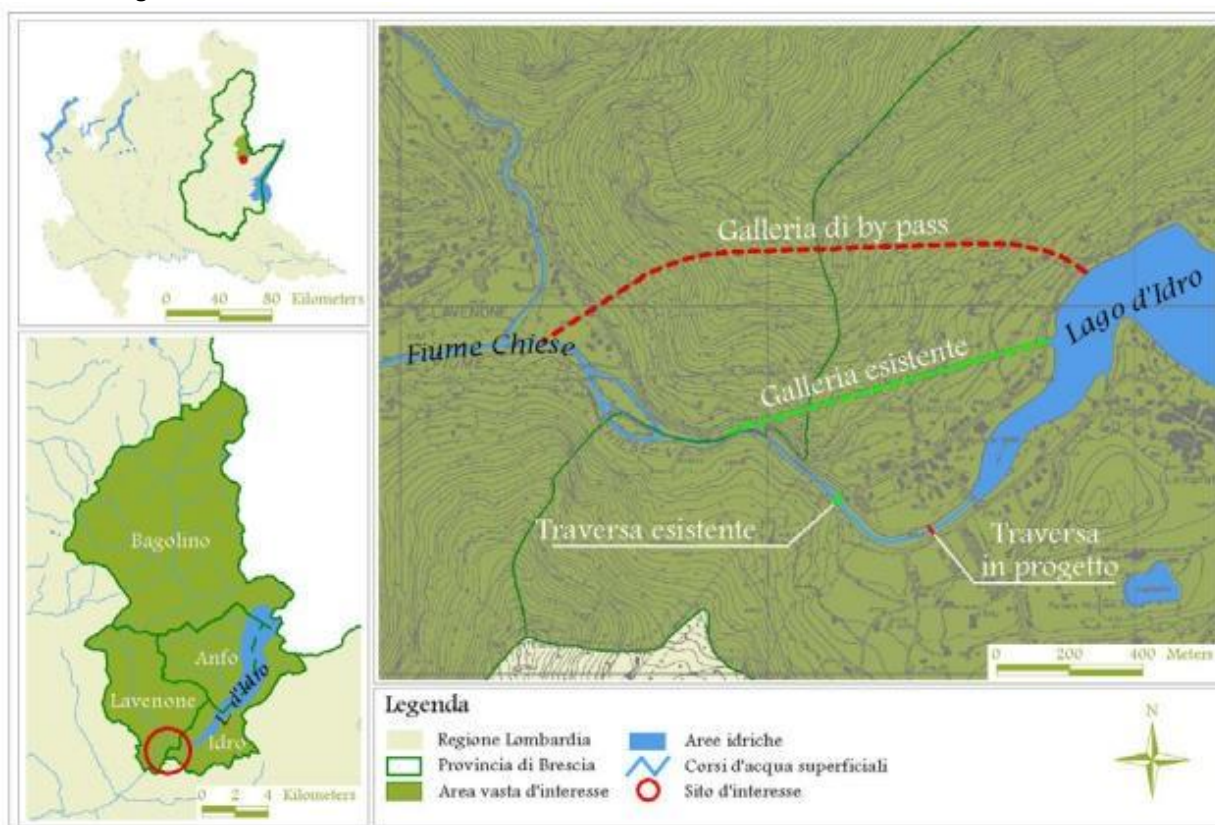 0 40 80 Kilometers
Bagolino
Anfo
Lavenone
L. d'Idro
Idro
0 2 4 Kilometers
Galleria di by pass
Lago d'Idro
LAVENONE
Fiume Chiese
Galleria esistente
Traversa esistente
Traversa
in progetto
0 200 400 Meters
Legenda
Regione Lombardia
Provincia di Brescia
Area vasta d'interesse
Aree idriche
Corsi d'acqua superficiali
Sito d'interesse
N